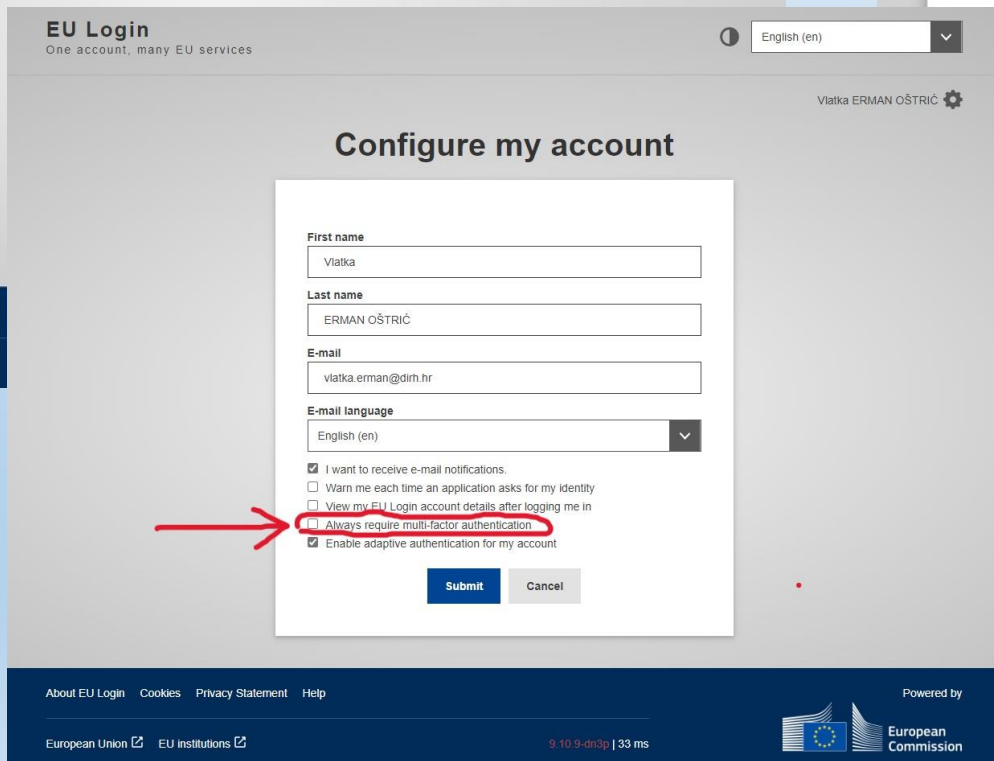 EU Login
One account, many EU services
English (en)
Vlatka ERMAN OŠTRIĆ
Configure my account
First name
Vlatka
Last name
ERMAN OŠTRIĆ
E-mail
vlatka.erman@dirh.hr
E-mail language
English (en)
I want to receive e-mail notifications.
Warn me each time an application asks for my identity
View my EU Login account details after logging me in
Always require multi-factor authentication
Enable adaptive authentication for my account
Submit Cancel
About EU Login Cookies Privacy Statement Help
Powered by
European Union EU institutions
9.10.9-dn3p | 33 ms
European
Commission